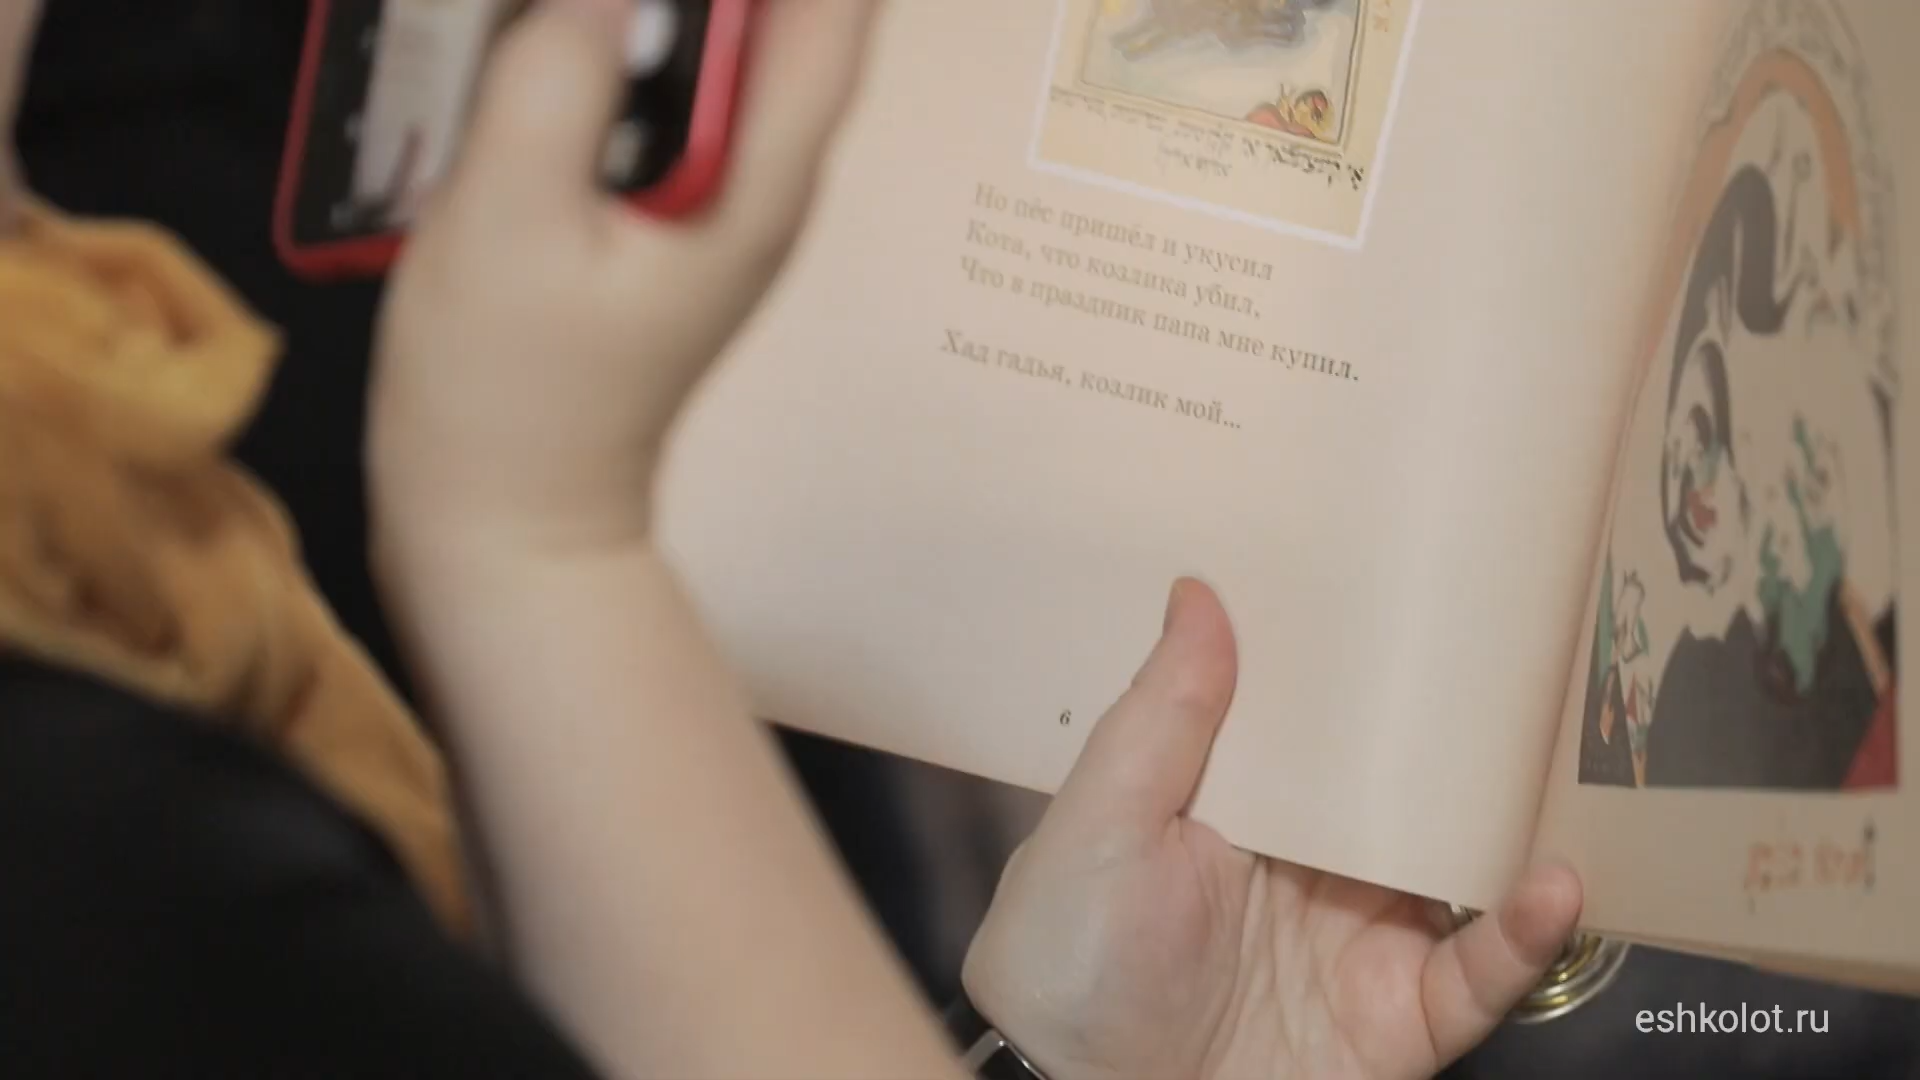 Но пёс пришёл и укусил
Кота, что козлика убил,
Что в праздник папа мне купил.
Хад гадья, козлик мой...
6
eshkolot.ru